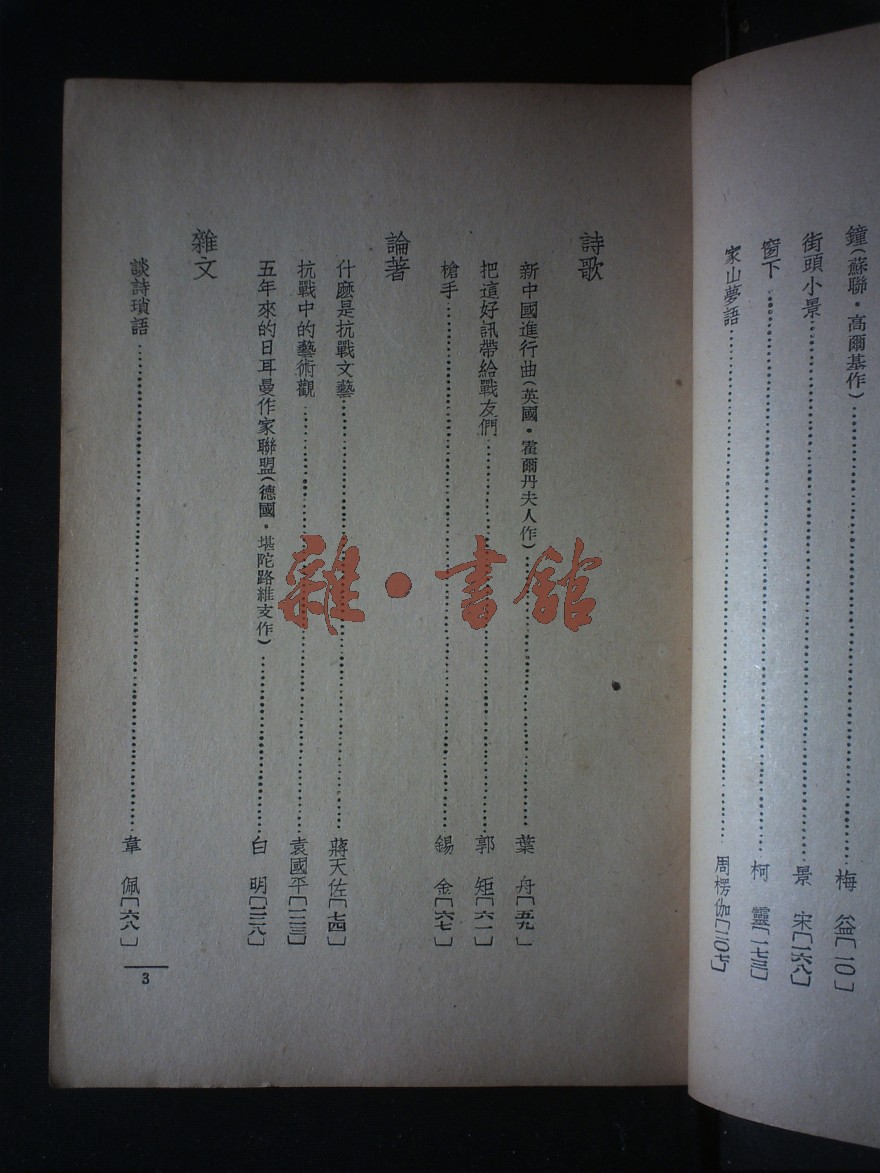 鐘(蘇聯·高爾基作)……梅 益〔一一〇〕
街頭小景……景 宋〔一六八〕
窗下……柯 靈〔一七三〕
家山夢語……周楞伽〔二〇七〕
詩歌
新中國進行曲(英國·霍爾丹夫人作)……葉 舟〔五九〕
把這好訊帶給戰友們……郭 矩〔六一〕
槍手……錫 金〔六七〕
論著
什麽是抗戰文藝……蔣天佐〔七四〕
抗戰中的藝術觀……袁國平〔一二三〕
五年來的日耳曼作家聯盟(德國·堪陀路維支作)……白 明〔二二八〕
雜文
談詩瑣語……韋 佩〔六八〕
3
雜·書館